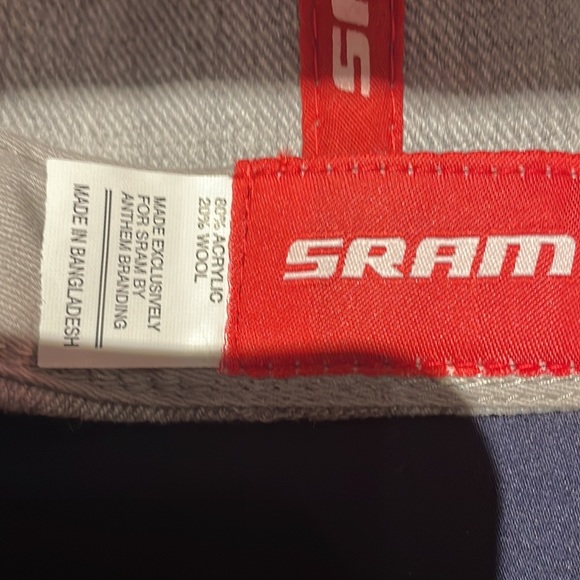 SRAM
80% ACRYLIC
20% WOOL
MADE EXCLUSIVELY
FOR SRAM BY
ANTHEM BRANDING
MADE IN BANGLADESH